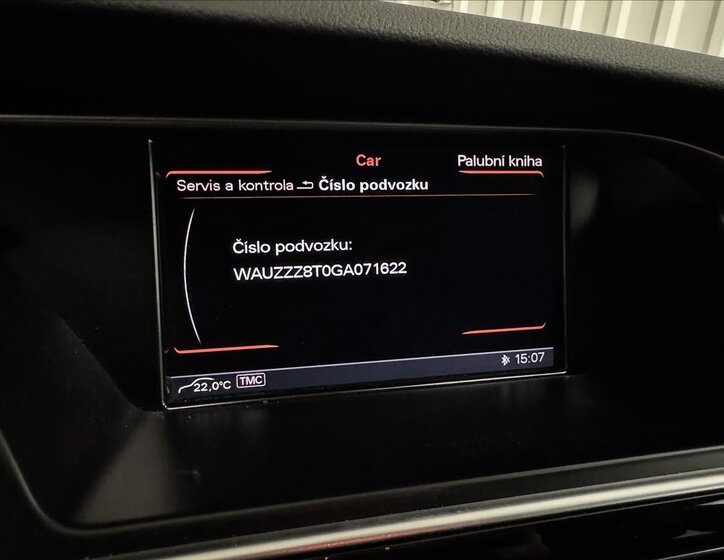 Car
Palubní kniha
Servis a kontrola Číslo podvozku
Číslo podvozku:
WAUZZZ8T0GA071622
22,0°C TMC
15:07